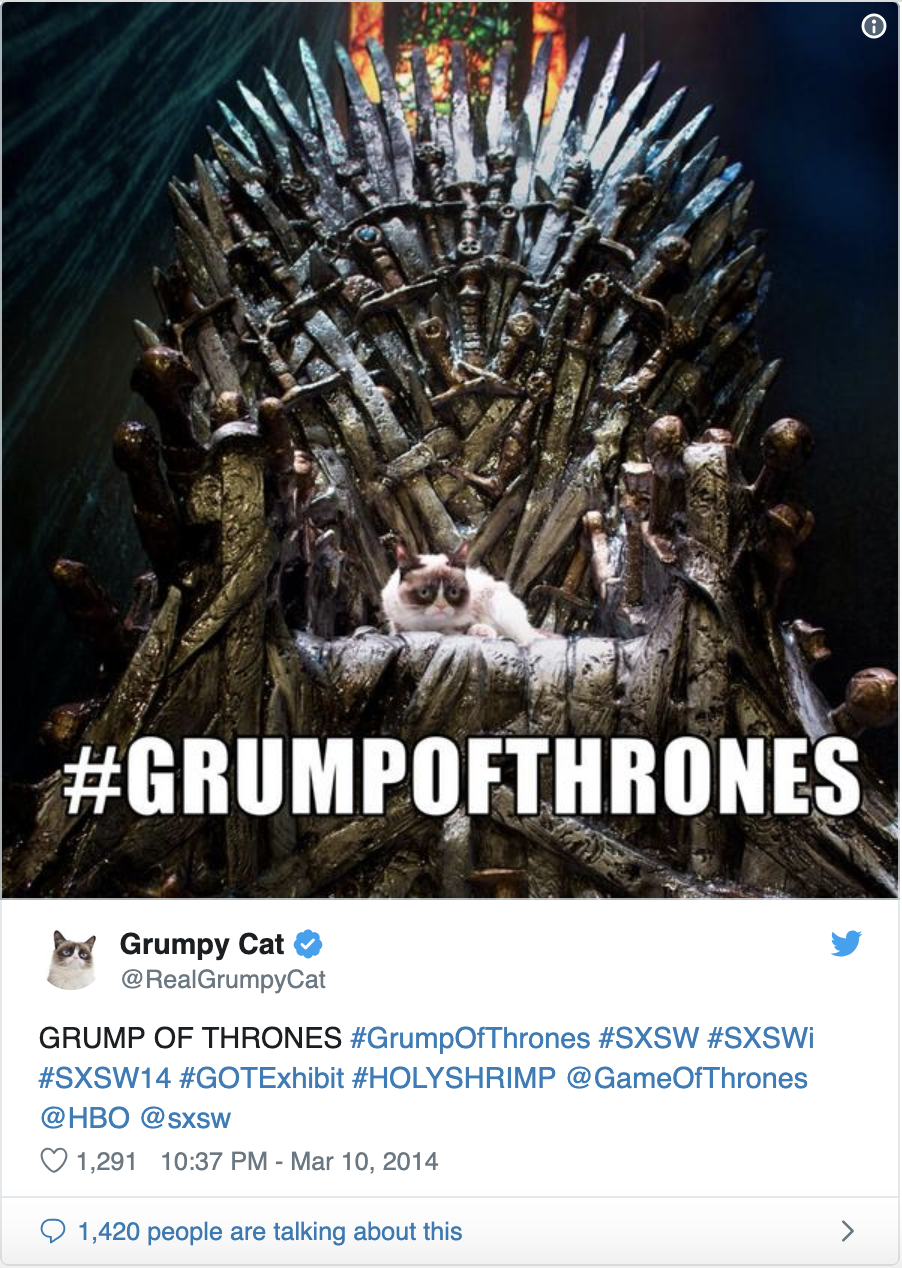 #GRUMPOFTHRONES
Grumpy Cat
@RealGrumpyCat
GRUMP OF THRONES #GrumpOfThrones #SXSW #SXSWi
#SXSW14 #GOTExhibit #HOLYSHRIMP @GameOfThrones
@HBO @sxsw
1,291 10:37 PM - Mar 10, 2014
1,420 people are talking about this